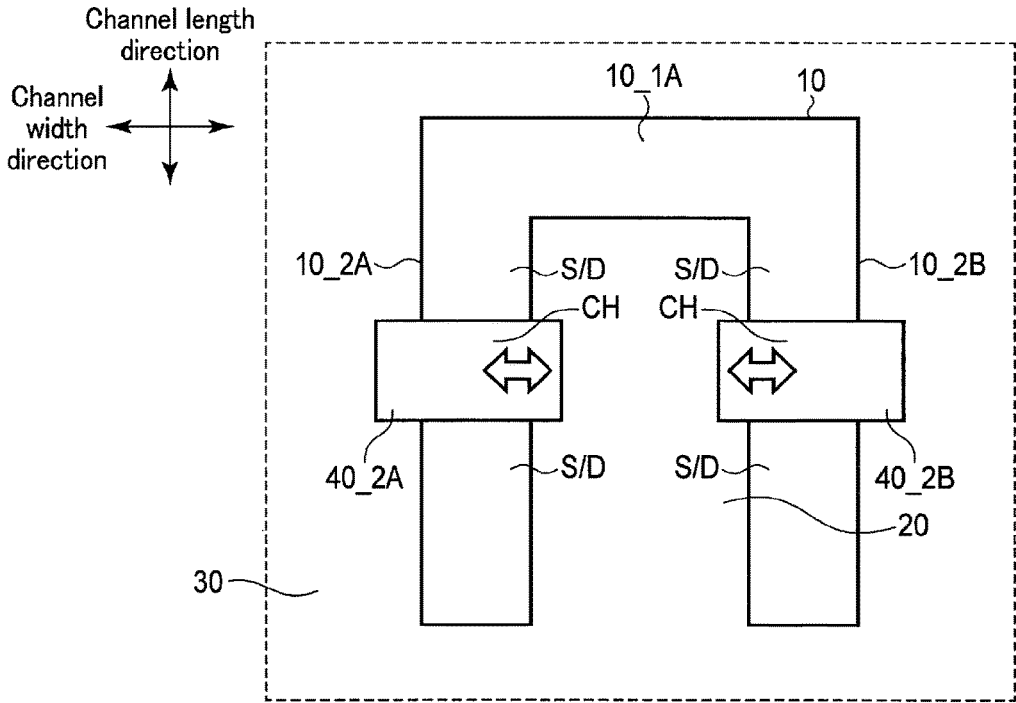 Channel length
direction
Channel
width
direction
10_1A
10
10_2A
S/D
S/D
10_2B
CH
CH
40_2A
S/D
S/D
40_2B
20
30